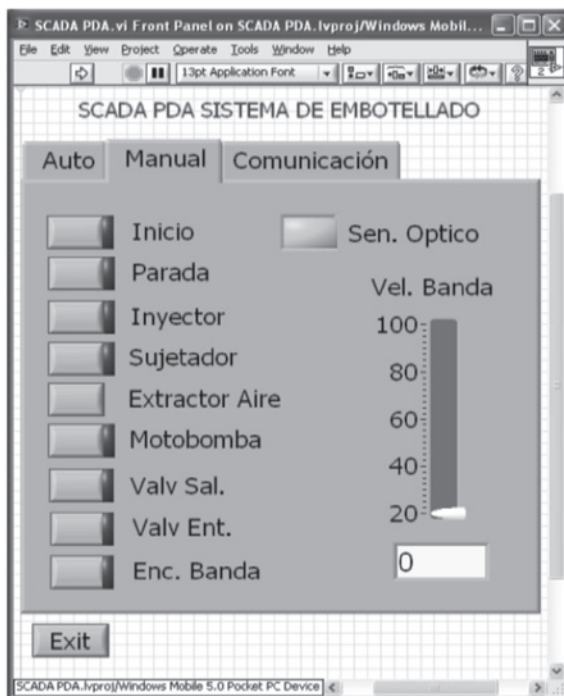 SCADA PDA.vi Front Panel on SCADA PDA.lvproj/Windows Mobil...
File Edit View Project Operate Tools Window Help
13pt Application Font
2
SCADA PDA SISTEMA DE EMBOTELLADO
Auto Manual Comunicación
Inicio
Sen. Optico
Parada
Vel. Banda
Inyector
100
Sujetador
80
Extractor Aire
60
Motobomba
40
Valv Sal.
20
Valv Ent.
0
Enc. Banda
Exit
SCADA PDA.lvproj/Windows Mobile 5.0 Pocket PC Device